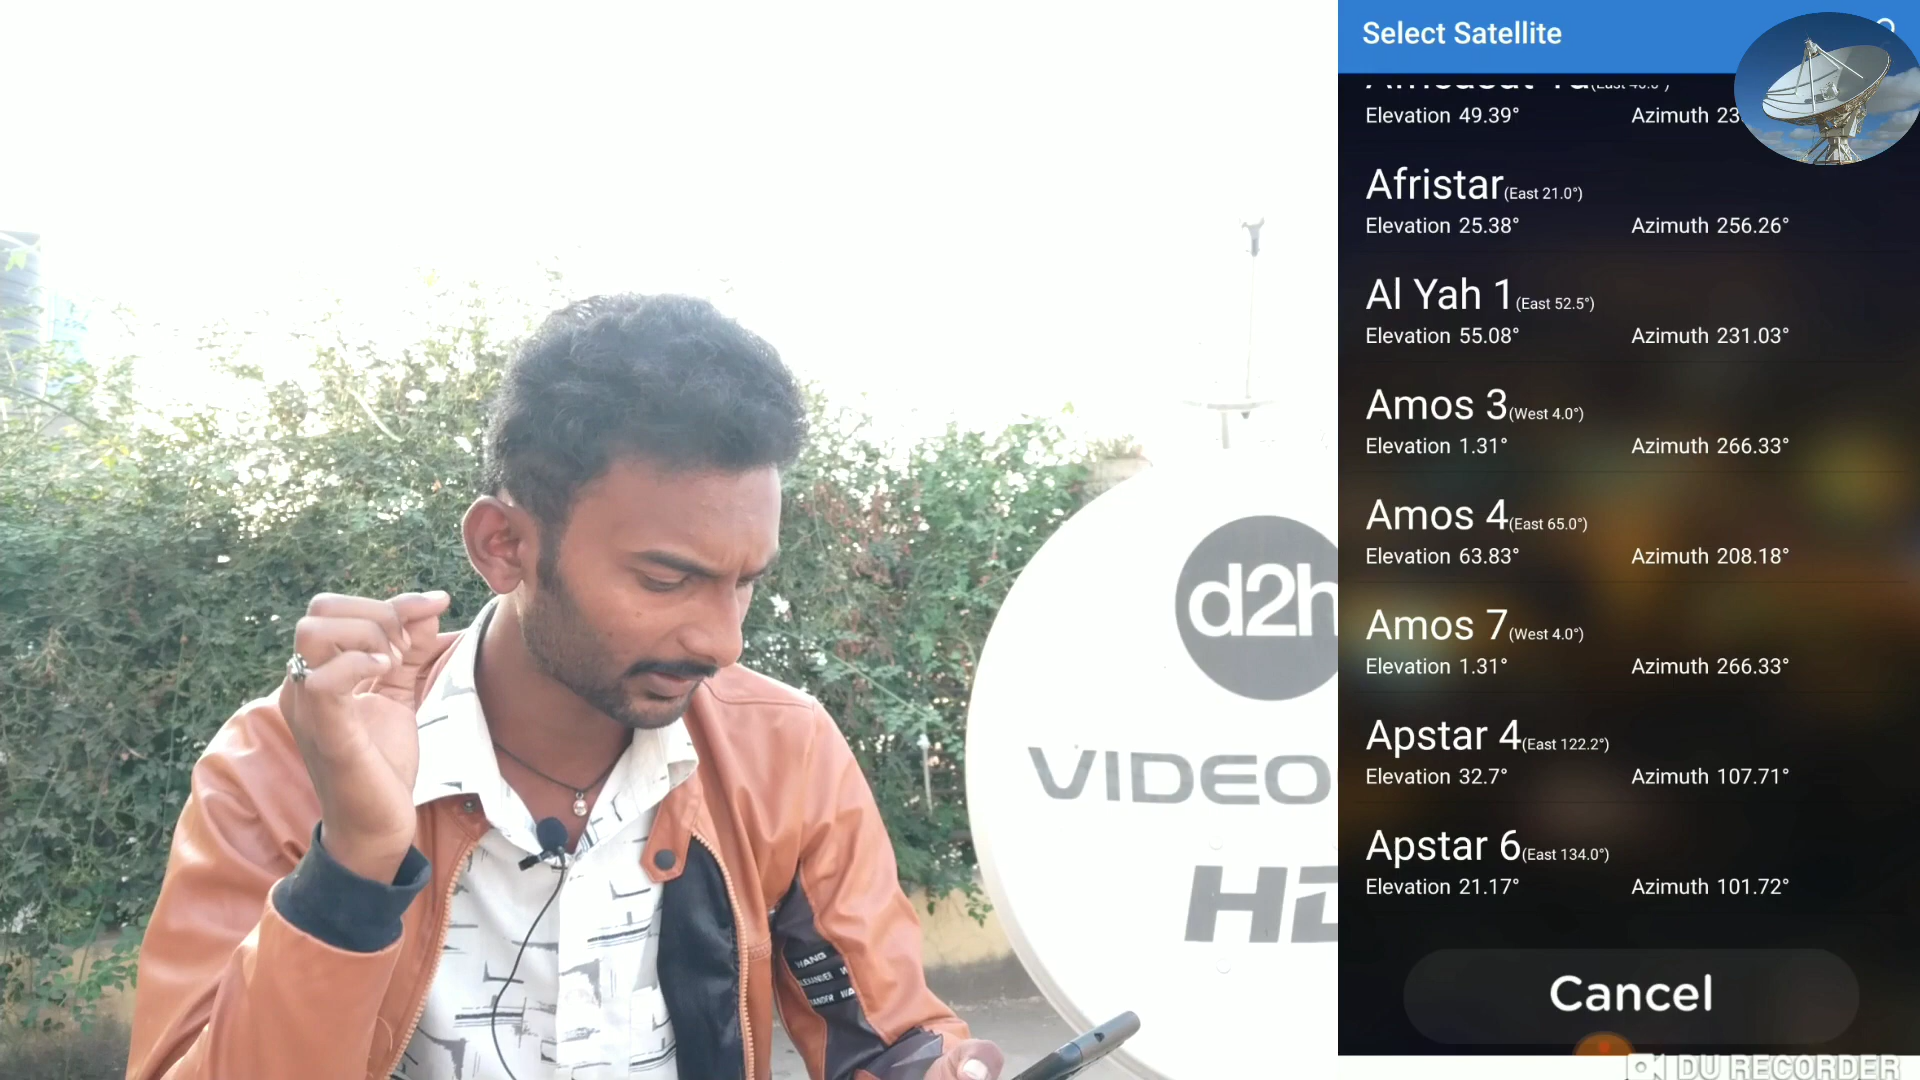 Select Satellite
(East 48.0°)
Elevation 49.39°
Azimuth 23
Afristar(East 21.0°)
Elevation 25.38°
Azimuth 256.26°
Al Yah 1(East 52.5°)
Elevation 55.08°
Azimuth 231.03°
Amos 3(West 4.0°)
Elevation 1.31°
Azimuth 266.33°
Amos 4(East 65.0°)
Elevation 63.83°
Azimuth 208.18°
Amos 7(West 4.0°)
Elevation 1.31°
Azimuth 266.33°
Apstar 4(East 122.2°)
Elevation 32.7°
Azimuth 107.71°
Apstar 6(East 134.0°)
Elevation 21.17°
Azimuth 101.72°
Cancel
DU RECORDER
d2h
VIDEO
HD
WANG